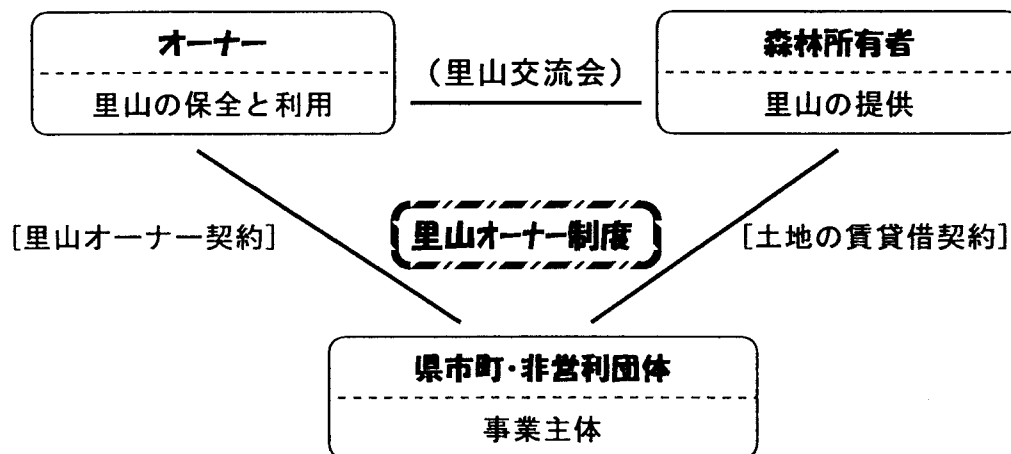 オーナー
里山の保全と利用
(里山交流会)
森林所有者
里山の提供
[里山オーナー契約]
里山オーナー制度
[土地の賃貸借契約]
県市町・非営利団体
事業主体